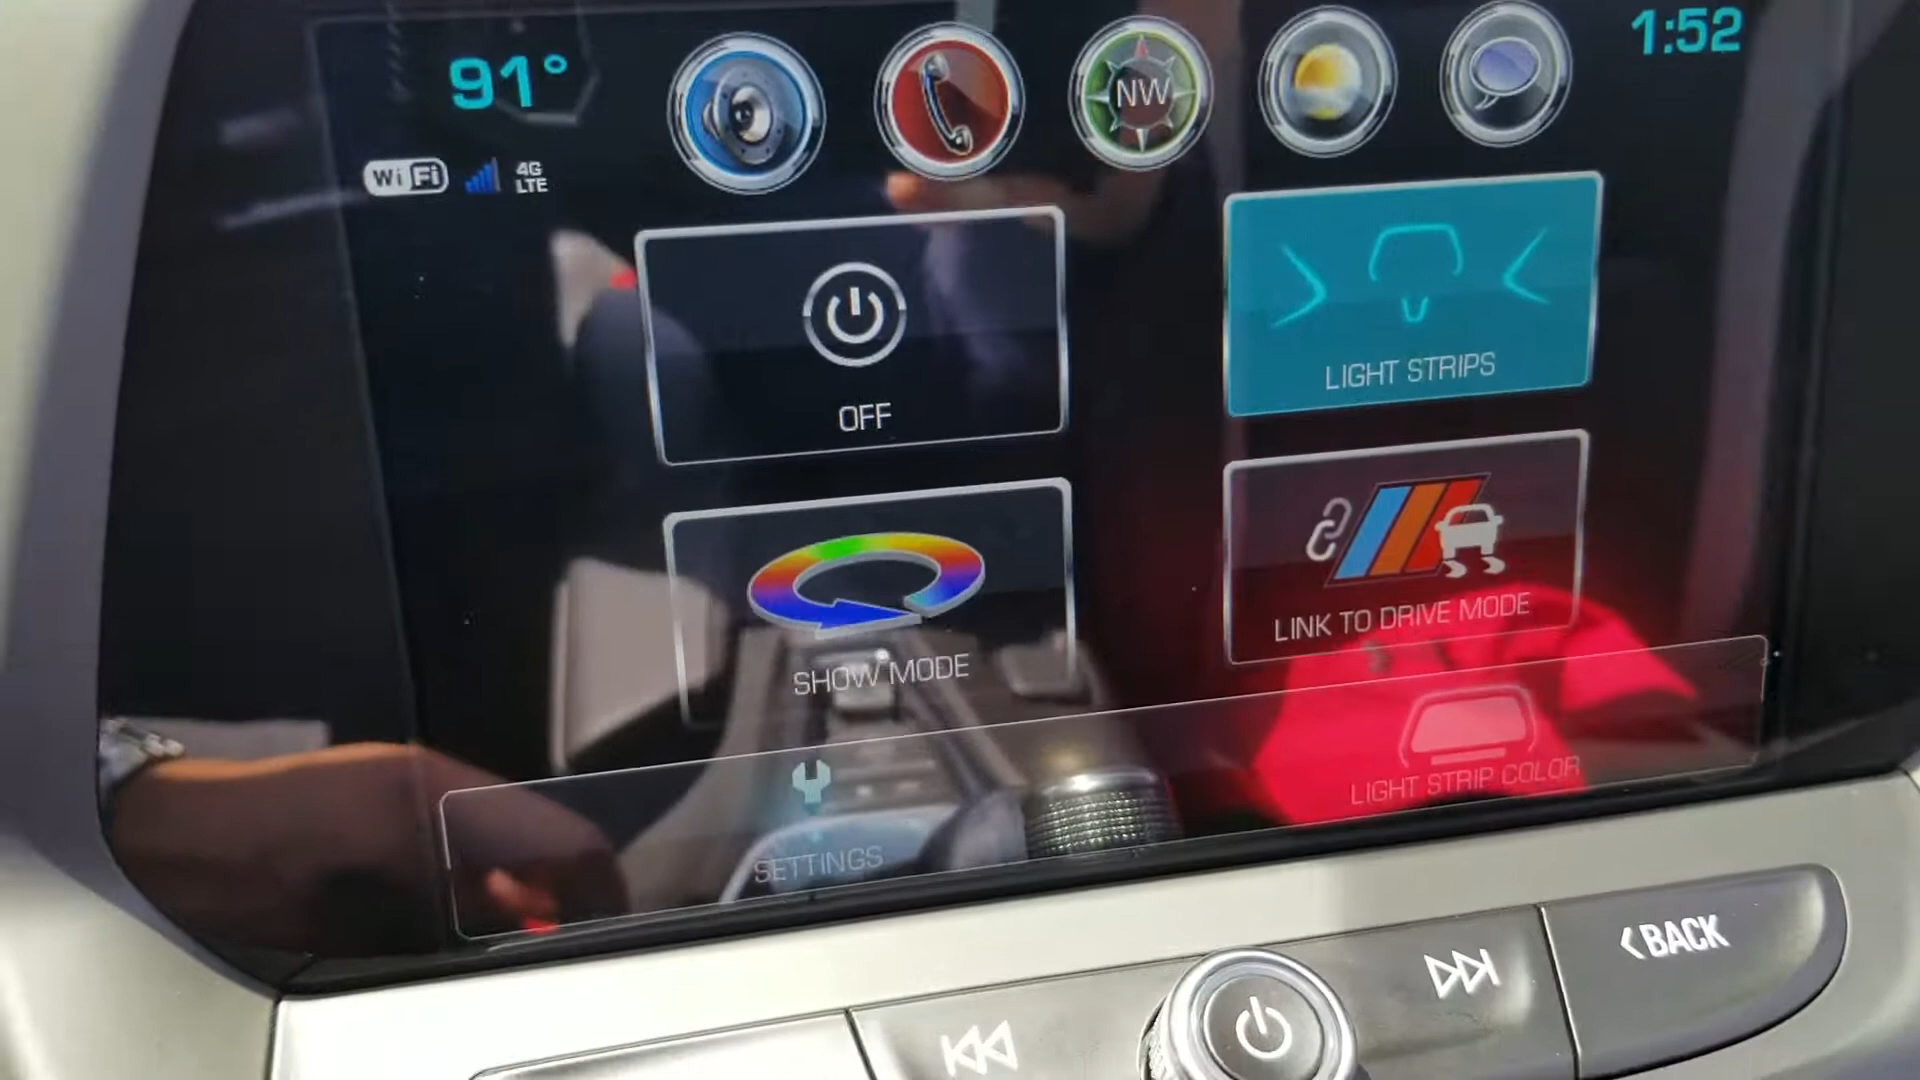 91°
1:52
NW
WiFi
4G
LTE
OFF
LIGHT STRIPS
SHOW MODE
LINK TO DRIVE MODE
SETTINGS
LIGHT STRIP COLOR
BACK